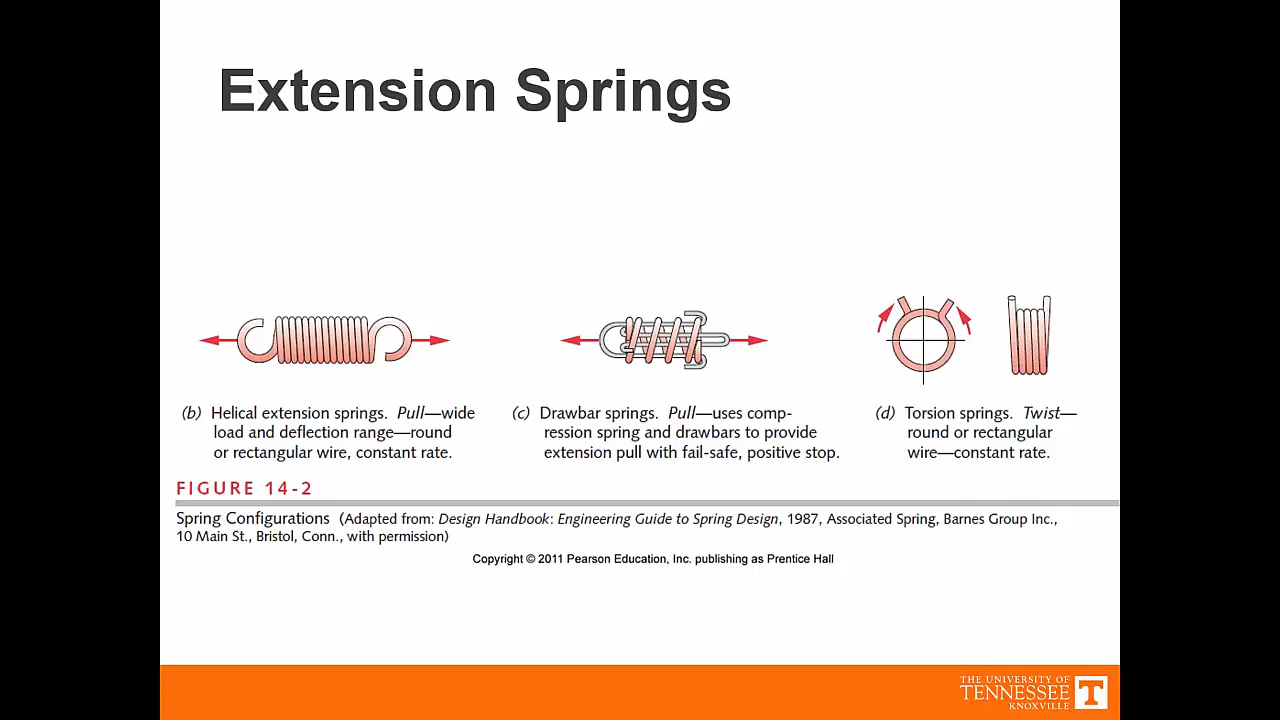 Extension Springs
(b) Helical extension springs. Pull—wide
load and deflection range—round
or rectangular wire, constant rate.
(c) Drawbar springs. Pull—uses comp-
ression spring and drawbars to provide
extension pull with fail-safe, positive stop.
(d) Torsion springs. Twist—
round or rectangular
wire—constant rate.
FIGURE 14-2
Spring Configurations (Adapted from: Design Handbook: Engineering Guide to Spring Design, 1987, Associated Spring, Barnes Group Inc.,
10 Main St., Bristol, Conn., with permission)
Copyright © 2011 Pearson Education, Inc. publishing as Prentice Hall
THE UNIVERSITY OF
TENNESSEE
KNOXVILLE
T